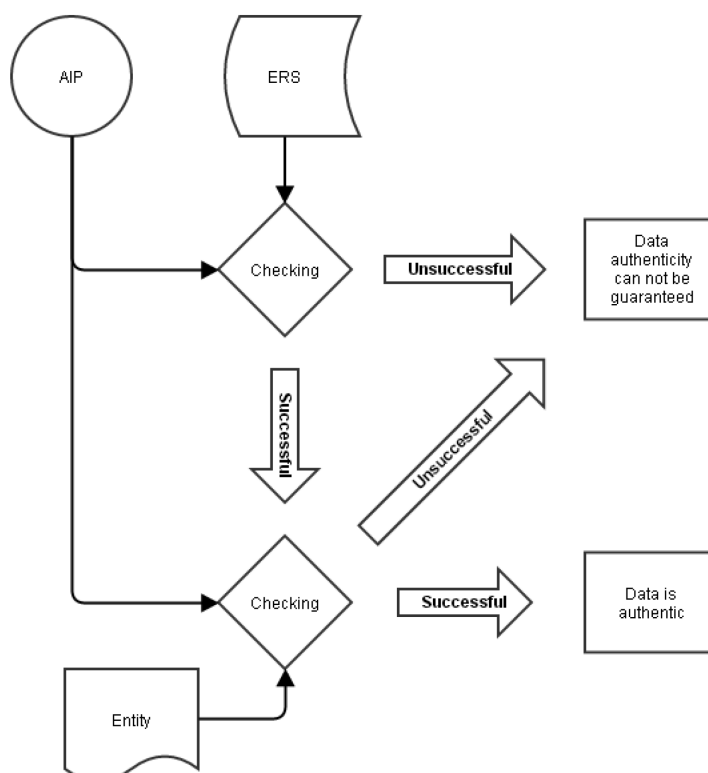 AIP
ERS
Checking
Unsuccessful
Data
authenticity
can not be
guaranteed
Successful
Unsuccessful
Checking
Successful
Data is
authentic
Entity